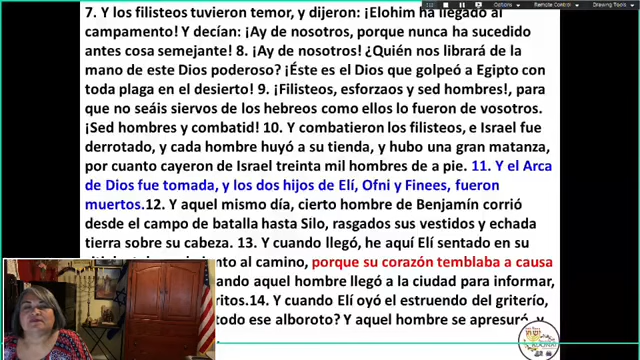 Options
Remote Control
Drawing Tools
7. Y los filisteos tuvieron temor, y dijeron: ¡Elohim ha llegado al
campamento! Y decían: ¡Ay de nosotros, porque nunca ha sucedido
antes cosa semejante! 8. ¡Ay de nosotros! ¿Quién nos librará de la
mano de este Dios poderoso? ¡Éste es el Dios que golpeó a Egipto con
toda plaga en el desierto! 9. ¡Filisteos, esforzaos y sed hombres!, para
que no seáis siervos de los hebreos como ellos lo fueron de vosotros.
¡Sed hombres y combatid! 10. Y combatieron los filisteos, e Israel fue
derrotado, y cada hombre huyó a su tienda, y hubo una gran matanza,
por cuanto cayeron de Israel treinta mil hombres de a pie. 11. Y el Arca
de Dios fue tomada, y los dos hijos de Elí, Ofni y Finees, fueron
muertos.12. Y aquel mismo día, cierto hombre de Benjamín corrió
desde el campo de batalla hasta Silo, rasgados sus vestidos y echada
tierra sobre su cabeza. 13. Y cuando llegó, he aquí Elí sentado en su
al camino, porque su corazón temblaba a causa
ando aquel hombre llegó a la ciudad para informar,
ritos.14. Y cuando Elí oyó el estruendo del griterío,
todo ese alboroto? Y aquel hombre se apresuró, y